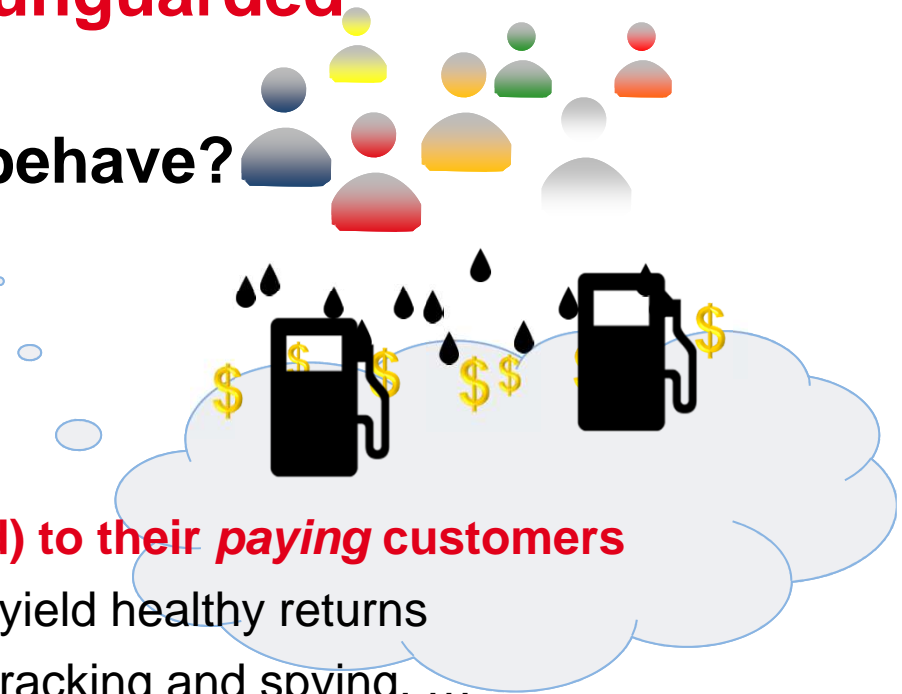 unguarded
behave?
$ $ $ $ $ $ $
) to their paying customers
yield healthy returns
racking and spying, ...